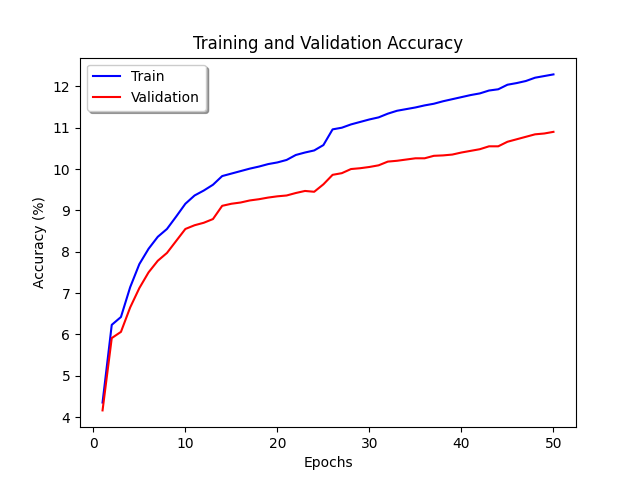 Training and Validation Accuracy
Train
Validation
Accuracy (%)
12
11
10
9
8
7
6
5
4
0 10 20 30 40 50
Epochs